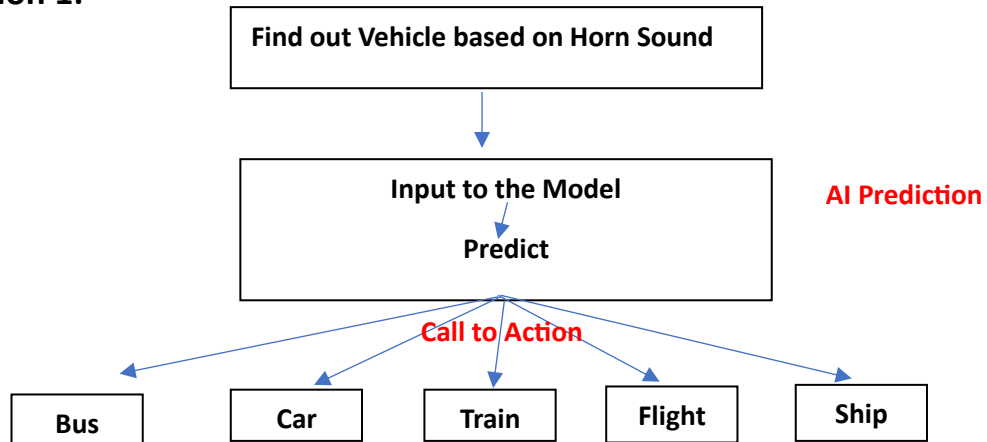 Find out Vehicle based on Horn Sound
Input to the Model
AI Prediction
Predict
Call to Action
Bus
Car
Train
Flight
Ship